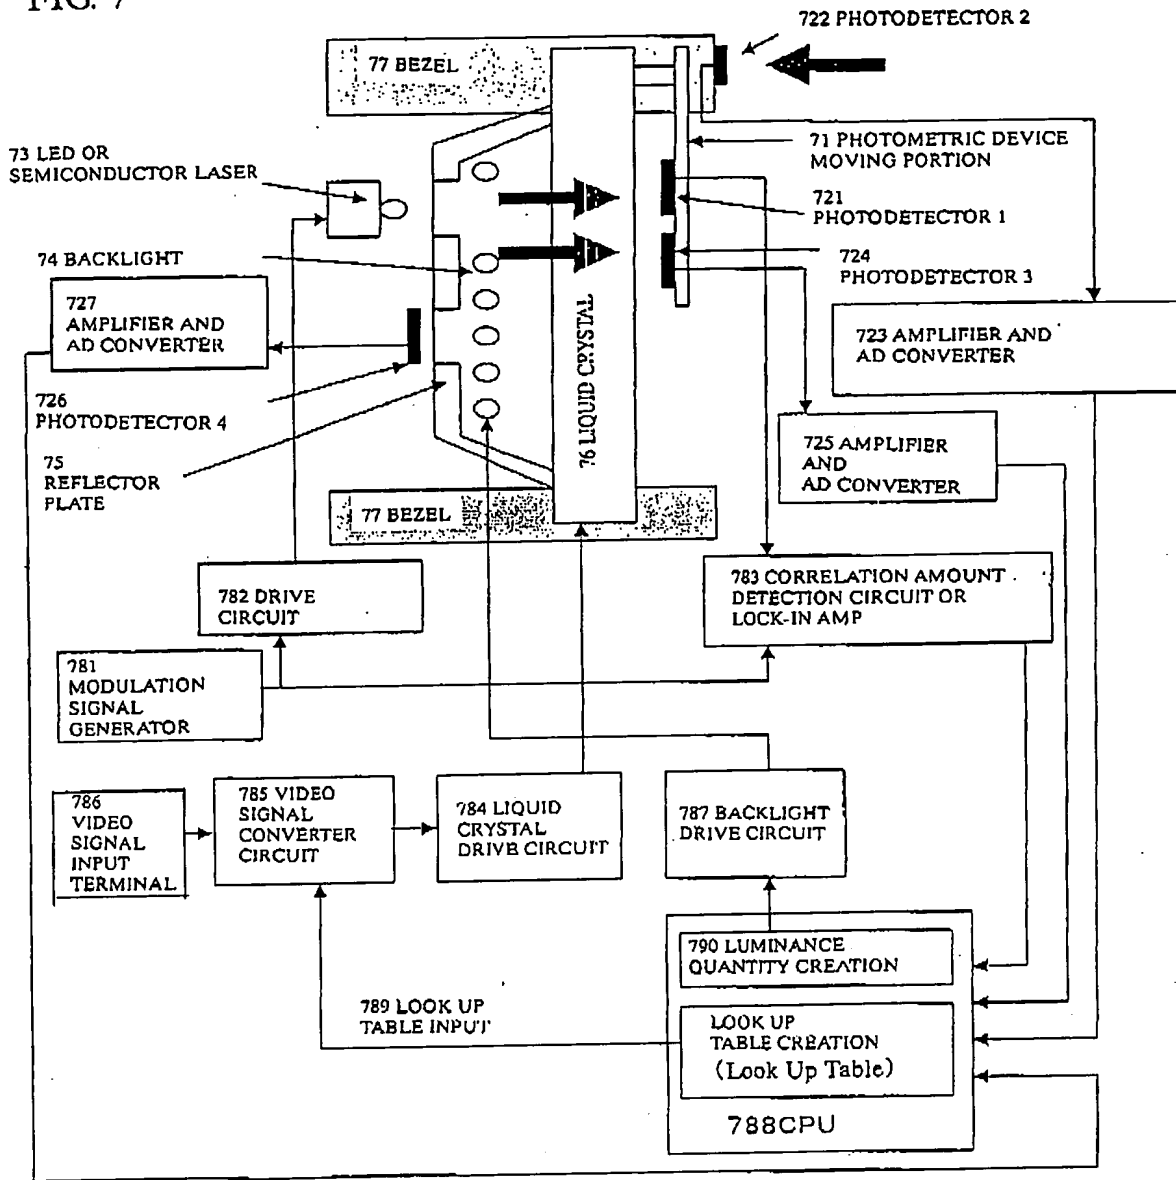 FIG. 7
722 PHOTODETECTOR 2
77 BEZEL
73 LED OR
SEMICONDUCTOR LASER
71 PHOTOMETRIC DEVICE
MOVING PORTION
721
PHOTODETECTOR 1
74 BACKLIGHT
724
PHOTODETECTOR 3
727
AMPLIFIER AND
AD CONVERTER
76 LIQUID CRYSTAL
723 AMPLIFIER AND
AD CONVERTER
726
PHOTODETECTOR 4
725 AMPLIFIER
AND
AD CONVERTER
75
REFLECTOR
PLATE
77 BEZEL
782 DRIVE
CIRCUIT
783 CORRELATION AMOUNT
DETECTION CIRCUIT OR
LOCK-IN AMP
781
MODULATION
SIGNAL
GENERATOR
786
VIDEO
SIGNAL
INPUT
TERMINAL
785 VIDEO
SIGNAL
CONVERTER
CIRCUIT
784 LIQUID
CRYSTAL
DRIVE CIRCUIT
787 BACKLIGHT
DRIVE CIRCUIT
790 LUMINANCE
QUANTITY CREATION
789 LOOK UP
TABLE INPUT
LOOK UP
TABLE CREATION
(Look Up Table)
788CPU